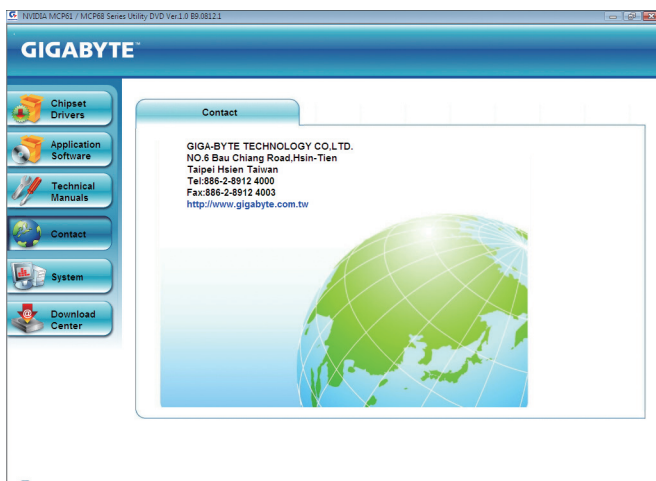 NVIDIA MCP61 / MCP68 Series Utility DVD Ver.1.0 B9.0812.1
GIGABYTE™
Chipset
Drivers
Application
Software
Technical
Manuals
Contact
System
Download
Center
Contact
GIGA-BYTE TECHNOLOGY CO,LTD.
NO.6 Bau Chiang Road,Hsin-Tien
Taipei Hsien Taiwan
Tel:886-2-8912 4000
Fax:886-2-8912 4003
http://www.gigabyte.com.tw